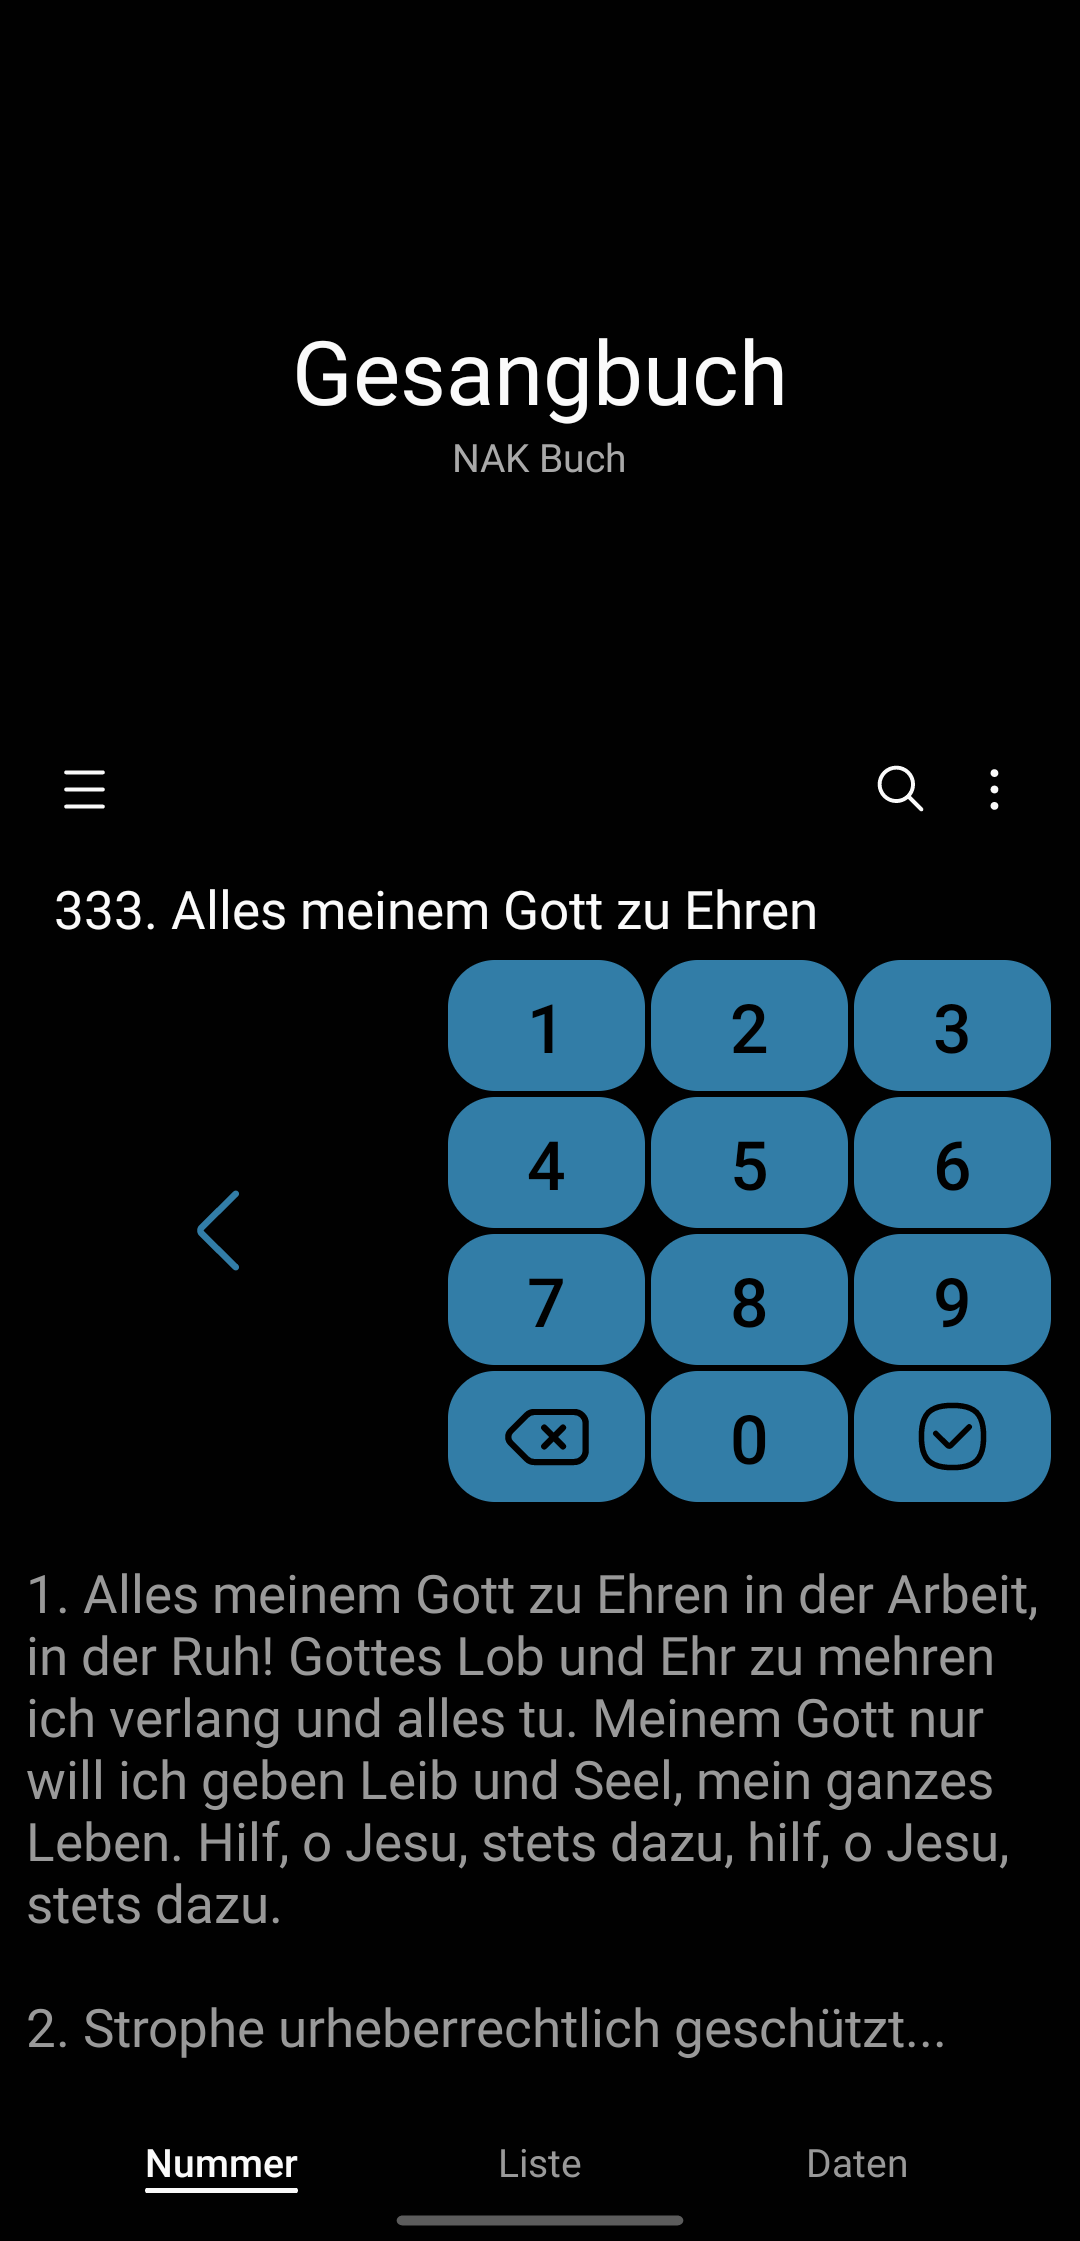 Gesangbuch
NAK Buch
333. Alles meinem Gott zu Ehren
1 2 3
4 5 6
7 8 9
0
1. Alles meinem Gott zu Ehren in der Arbeit,
in der Ruh! Gottes Lob und Ehr zu mehren
ich verlang und alles tu. Meinem Gott nur
will ich geben Leib und Seel, mein ganzes
Leben. Hilf, o Jesu, stets dazu, hilf, o Jesu,
stets dazu.
2. Strophe urheberrechtlich geschützt...
Nummer Liste Daten